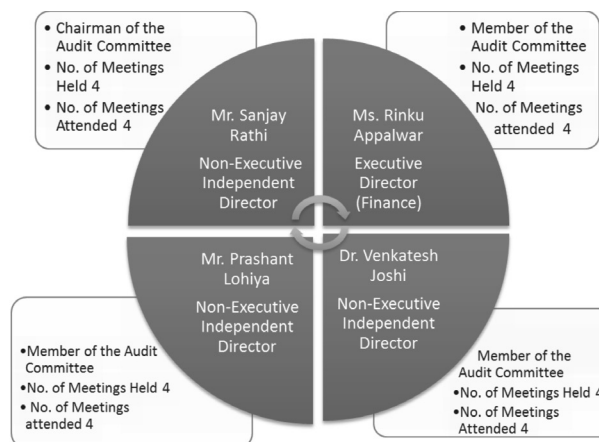 • Chairman of the
Audit Committee
• No. of Meetings
Held 4
• No. of Meetings
Attended 4
• Member of the
Audit Committee
• No. of Meetings
Held 4
No. of Meetings
attended 4
Mr. Sanjay
Rathi
Non-Executive
Independent
Director
Ms. Rinku
Appalwar
Executive
Director
(Finance)
Mr. Prashant
Lohiya
Non-Executive
Independent
Director
Dr. Venkatesh
Joshi
Non-Executive
Independent
Director
•Member of the Audit
Committee
•No. of Meetings Held 4
• No. of Meetings
attended 4
Member of the
Audit Committee
•No. of Meetings Held 4
•No. of Meetings
Attended 4